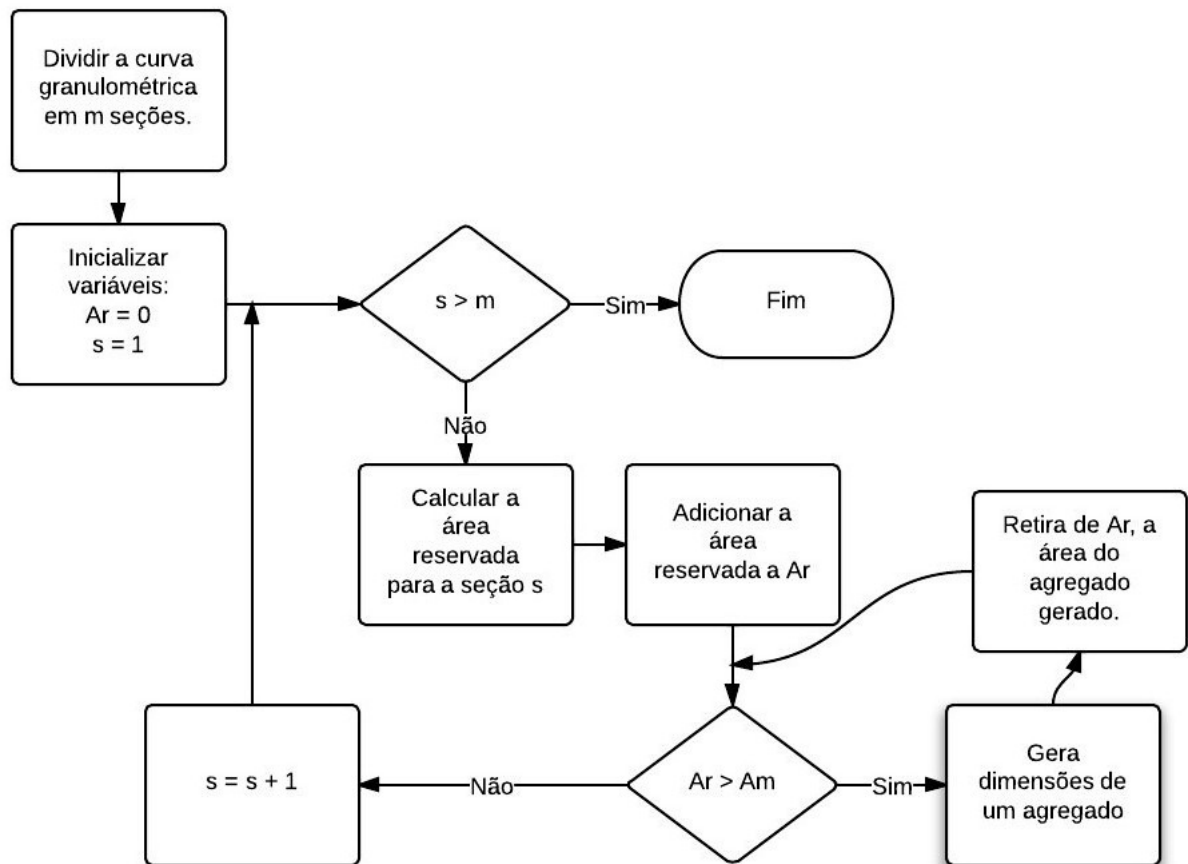 Dividir a curva
granulométrica
em m seções.
Inicializar
variáveis:
Ar = 0
s = 1
s > m
Sim
Fim
Não
Calcular a
área
reservada
para a seção s
Adicionar a
área
reservada a Ar
Retira de Ar, a
área do
agregado
gerado.
s = s + 1
Não
Ar > Am
Sim
Gera
dimensões de
um agregado